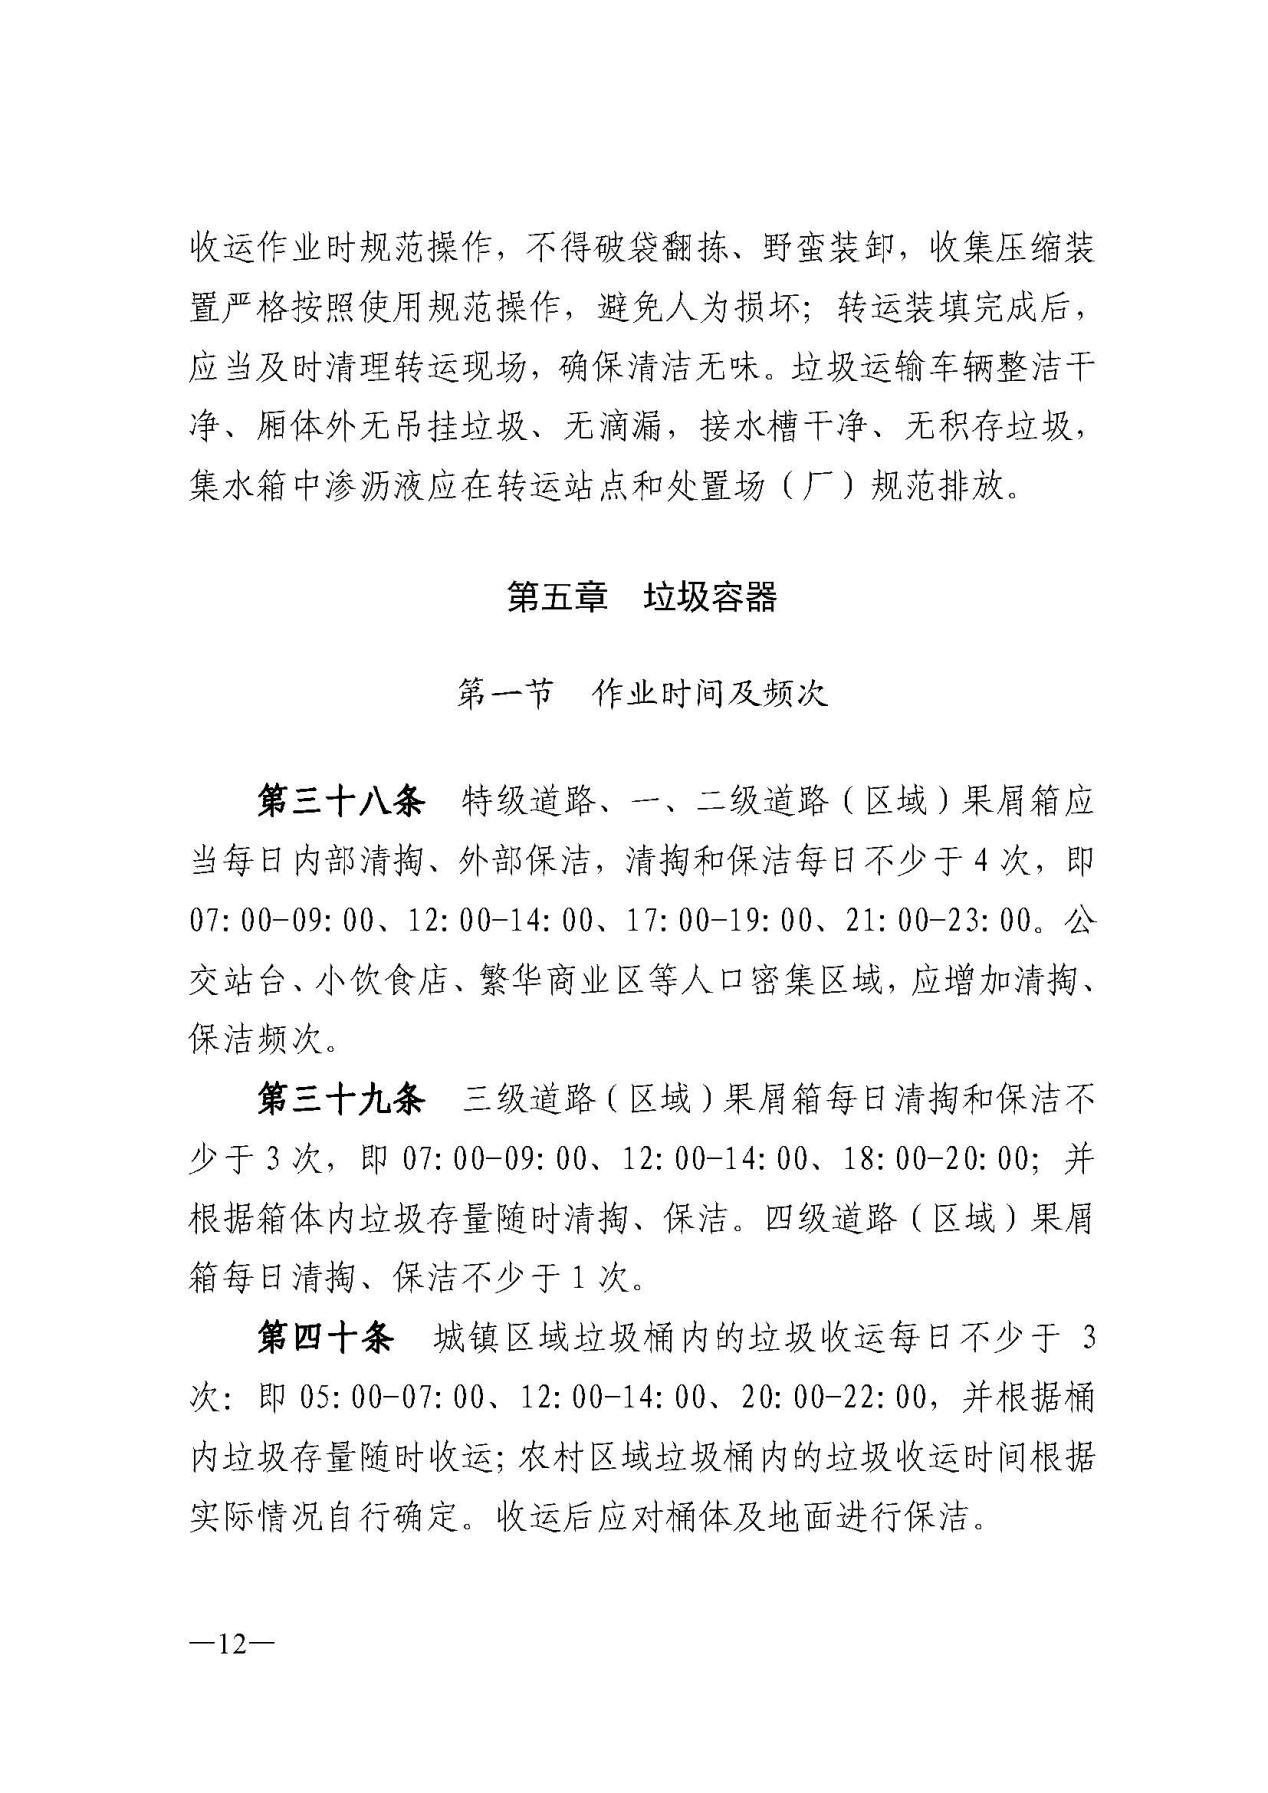 收运作业时规范操作，不得破袋翻拣、野蛮装卸，收集压缩装
置严格按照使用规范操作，避免人为损坏；转运装填完成后，
应当及时清理转运现场，确保清洁无味。垃圾运输车辆整洁干
净、厢体外无吊挂垃圾、无滴漏，接水槽干净、无积存垃圾，
集水箱中渗沥液应在转运站点和处置场（厂）规范排放。
第五章　垃圾容器
第一节　作业时间及频次
第三十八条　特级道路、一、二级道路（区域）果屑箱应
当每日内部清掏、外部保洁，清掏和保洁每日不少于 4 次，即
07:00-09:00、12:00-14:00、17:00-19:00、21:00-23:00。公
交站台、小饮食店、繁华商业区等人口密集区域，应增加清掏、
保洁频次。
第三十九条　三级道路（区域）果屑箱每日清掏和保洁不
少于 3 次，即 07:00-09:00、12:00-14:00、18:00-20:00；并
根据箱体内垃圾存量随时清掏、保洁。四级道路（区域）果屑
箱每日清掏、保洁不少于 1 次。
第四十条　城镇区域垃圾桶内的垃圾收运每日不少于 3
次：即 05:00-07:00、12:00-14:00、20:00-22:00，并根据桶
内垃圾存量随时收运；农村区域垃圾桶内的垃圾收运时间根据
实际情况自行确定。收运后应对桶体及地面进行保洁。
—12—